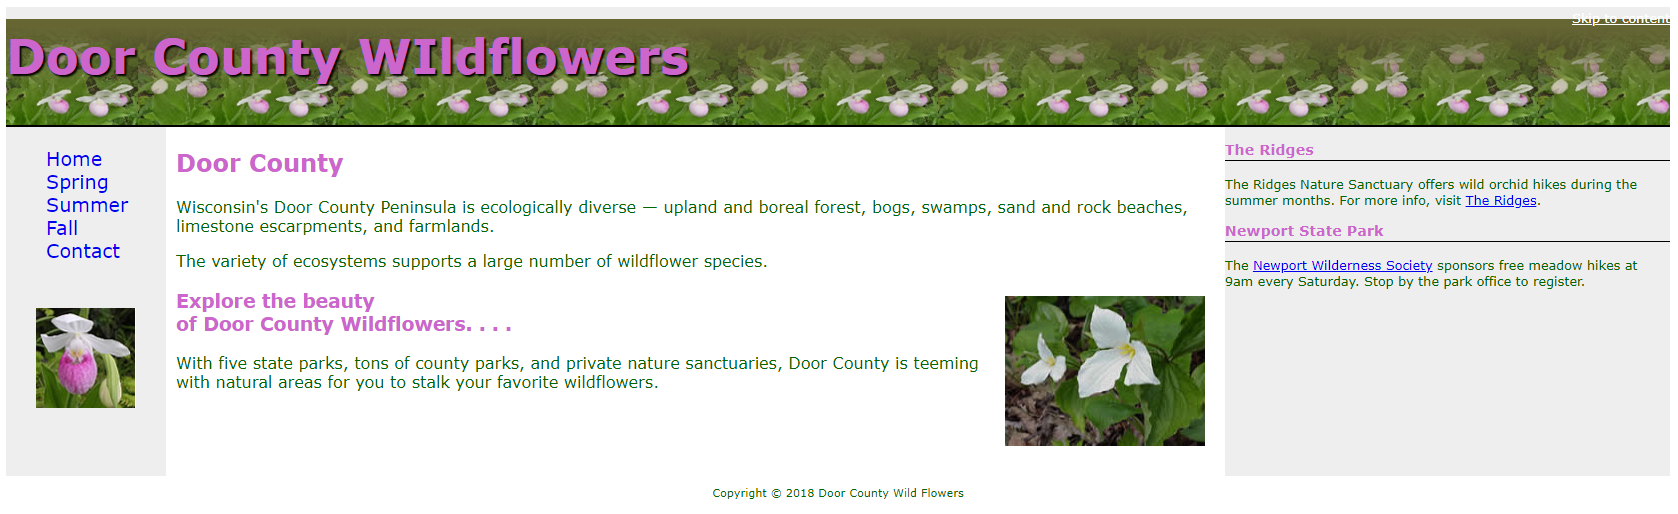 Skip to content
Door County WIldflowers
Home
Spring
Summer
Fall
Contact
Door County
Wisconsin's Door County Peninsula is ecologically diverse — upland and boreal forest, bogs, swamps, sand and rock beaches,
limestone escarpments, and farmlands.
The variety of ecosystems supports a large number of wildflower species.
Explore the beauty
of Door County Wildflowers. . . .
With five state parks, tons of county parks, and private nature sanctuaries, Door County is teeming
with natural areas for you to stalk your favorite wildflowers.
The Ridges
The Ridges Nature Sanctuary offers wild orchid hikes during the
summer months. For more info, visit The Ridges.
Newport State Park
The Newport Wilderness Society sponsors free meadow hikes at
9am every Saturday. Stop by the park office to register.
Copyright © 2018 Door County Wild Flowers